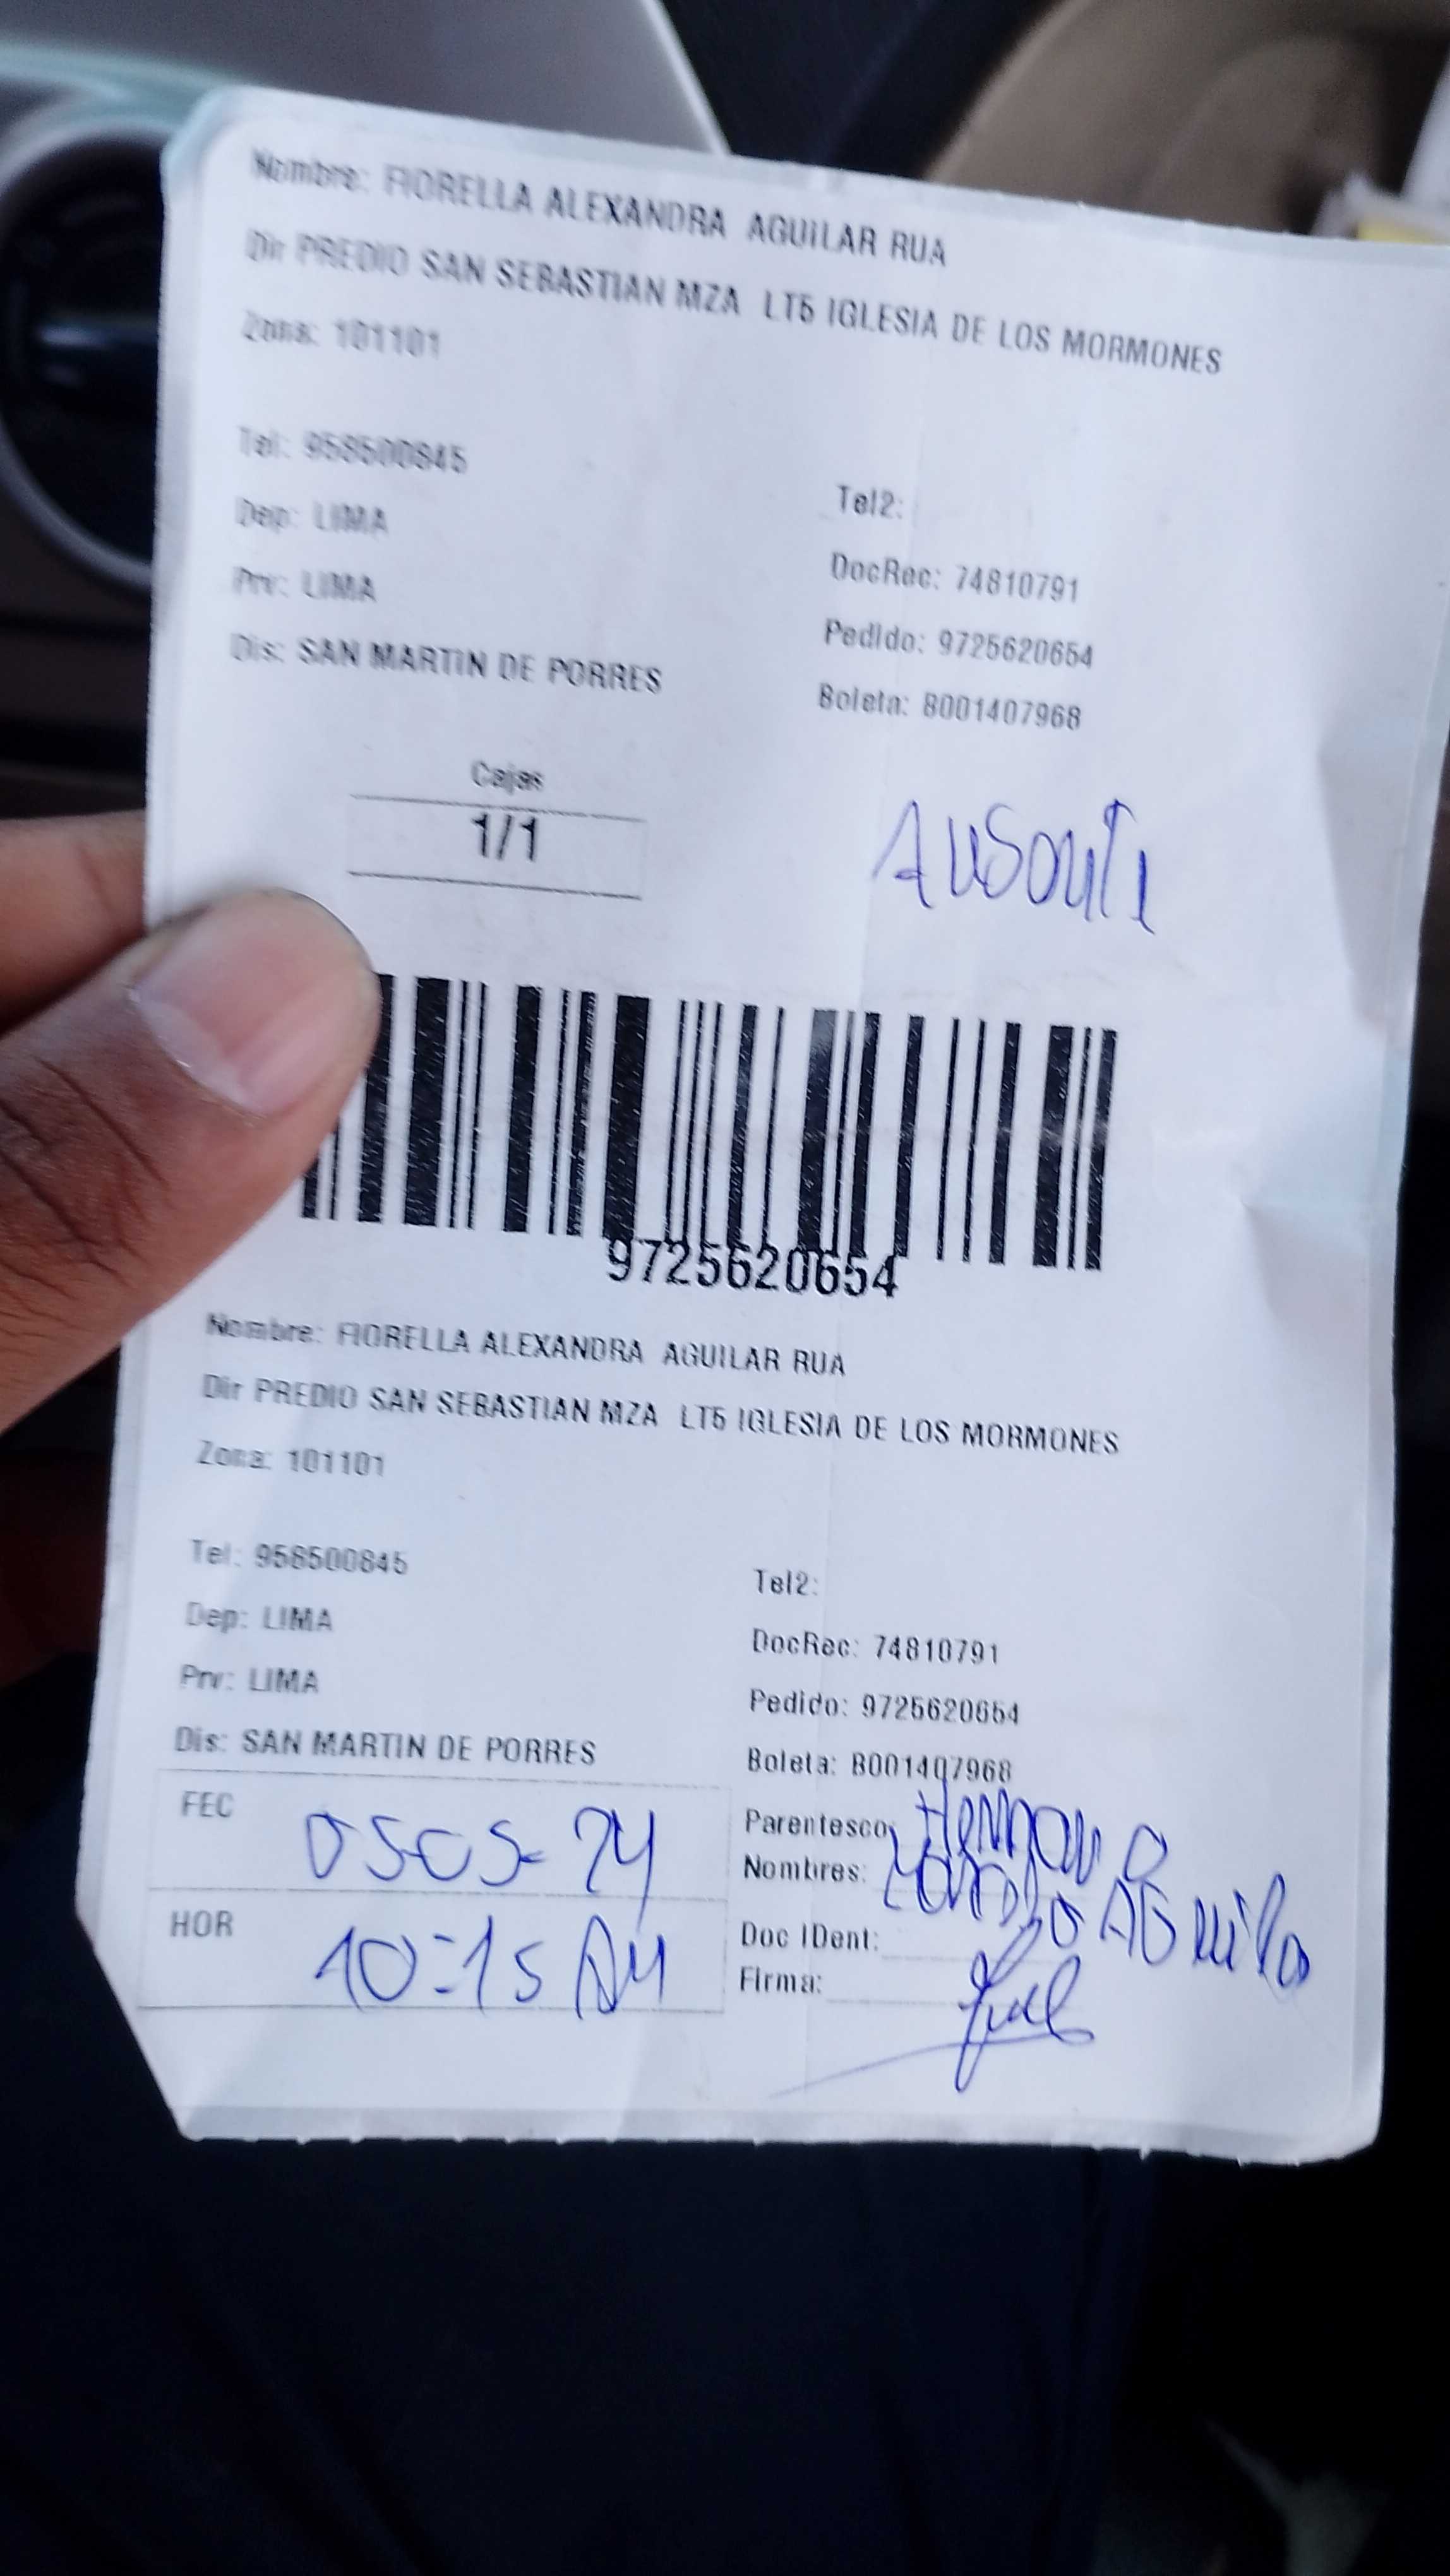 Nombre: FIORELLA ALEXANDRA AGUILAR RUA
Dir PREDIO SAN SEBASTIAN MZA LT5 IGLESIA DE LOS MORMONES
Zona: 101101
Tel: 958500845
Tel2:
Dep: LIMA
DocRec: 74810791
Prv: LIMA
Pedido: 9725620654
Dis: SAN MARTIN DE PORRES
Boleta: B001407968
Cajas
1/1
Ausente
9725620654
Nombre: FIORELLA ALEXANDRA AGUILAR RUA
Dir PREDIO SAN SEBASTIAN MZA LT5 IGLESIA DE LOS MORMONES
Zona: 101101
Tel: 958500845
Tel2:
Dep: LIMA
DocRec: 74810791
Prv: LIMA
Pedido: 9725620654
Dis: SAN MARTIN DE PORRES
Boleta: B001407968
FEC 0505-24
Parentesco: Hermano
Nombres: Aguilar
HOR 10:15 AM
Doc IDent:
Firma: